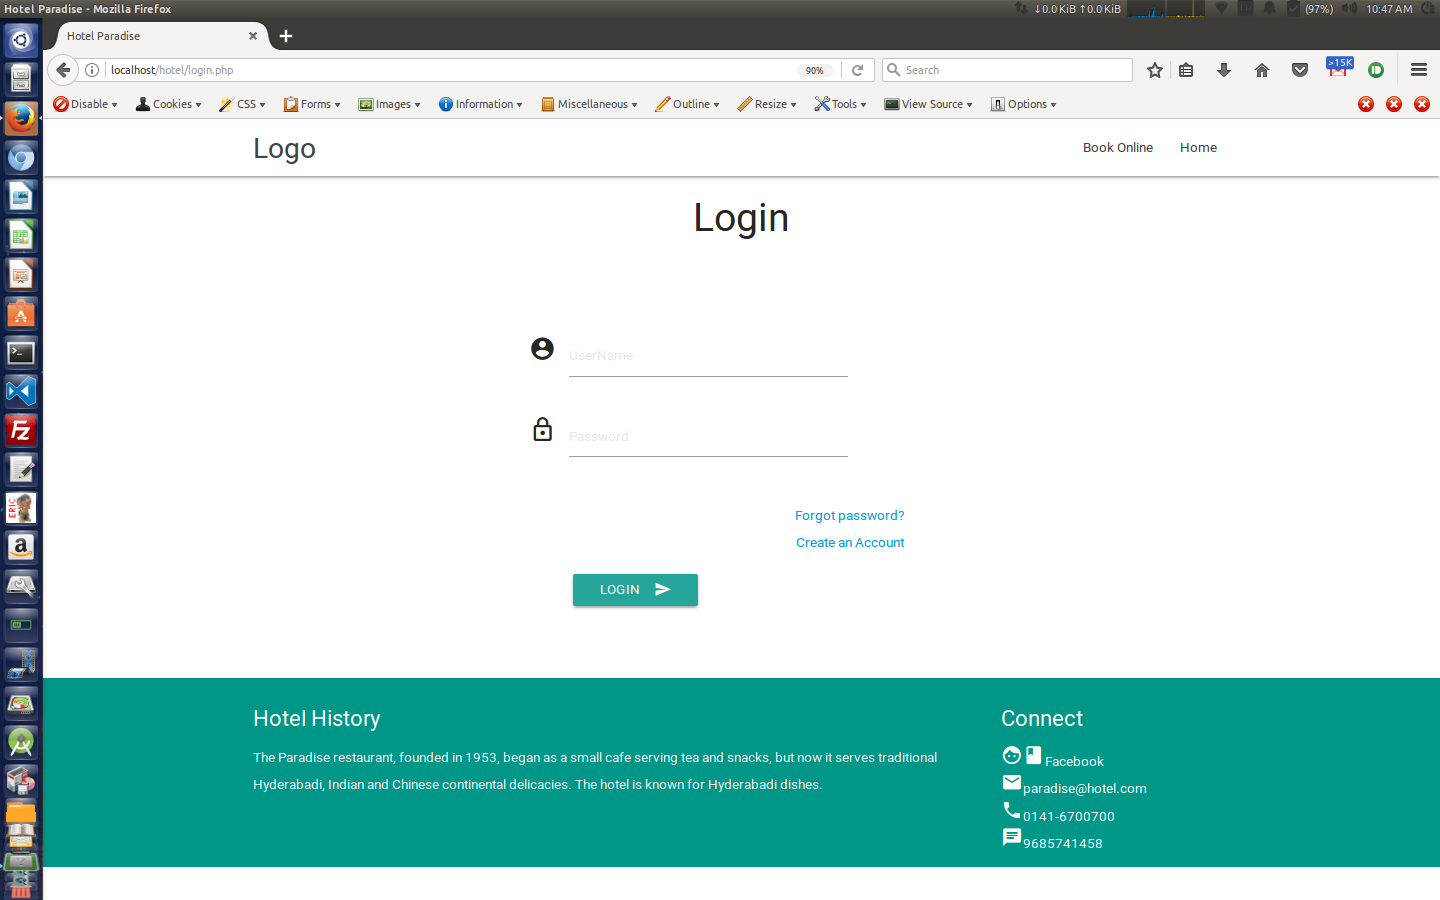 Hotel Paradise - Mozilla Firefox
↓0.0 KiB ↑0.0 KiB
(97%)
10:47 AM
Hotel Paradise
localhost/hotel/login.php
90%
Search
>15K
Disable
Cookies
CSS
Forms
Images
Information
Miscellaneous
Outline
Resize
Tools
View Source
Options
Logo
Book Online
Home
Login
UserName
Password
Forgot password?
Create an Account
LOGIN
Hotel History
The Paradise restaurant, founded in 1953, began as a small cafe serving tea and snacks, but now it serves traditional
Hyderabadi, Indian and Chinese continental delicacies. The hotel is known for Hyderabadi dishes.
Connect
Facebook
paradise@hotel.com
0141-6700700
9685741458
ERIC
FZ
a